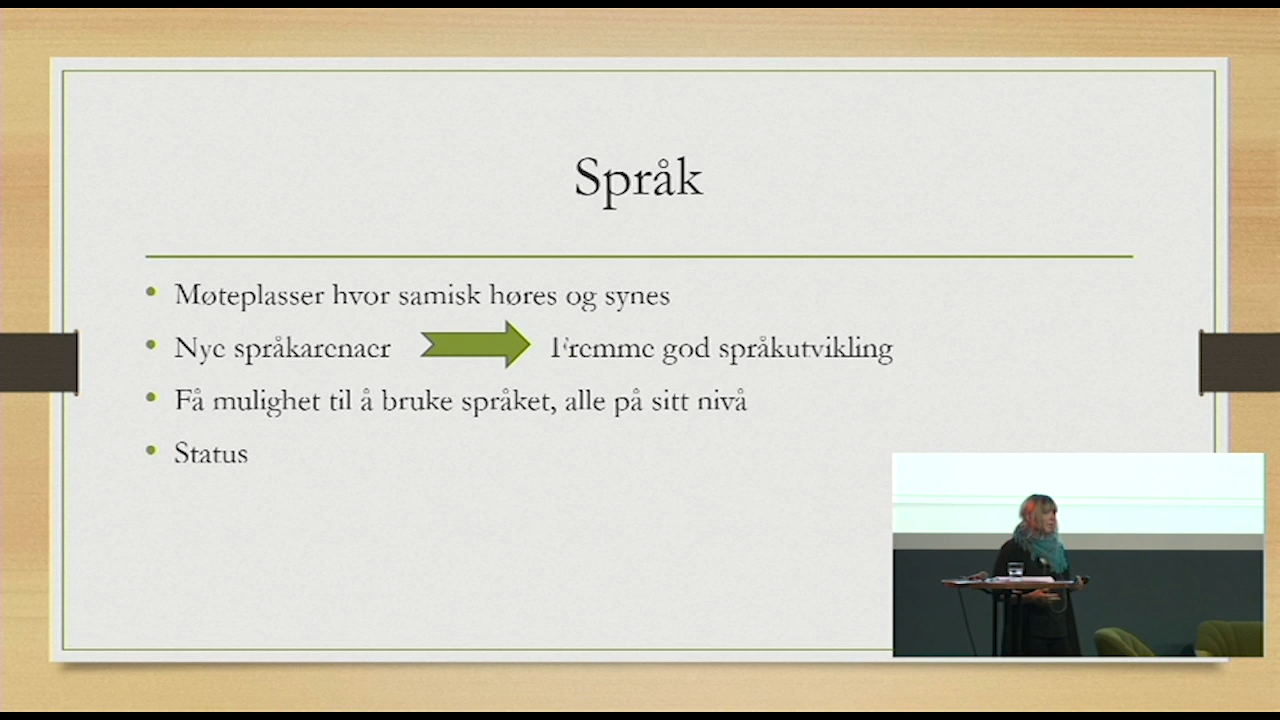 Språk
Møteplasser hvor samisk høres og synes
Nye språkarenaer Fremme god språkutvikling
Få mulighet til å bruke språket, alle på sitt nivå
Status